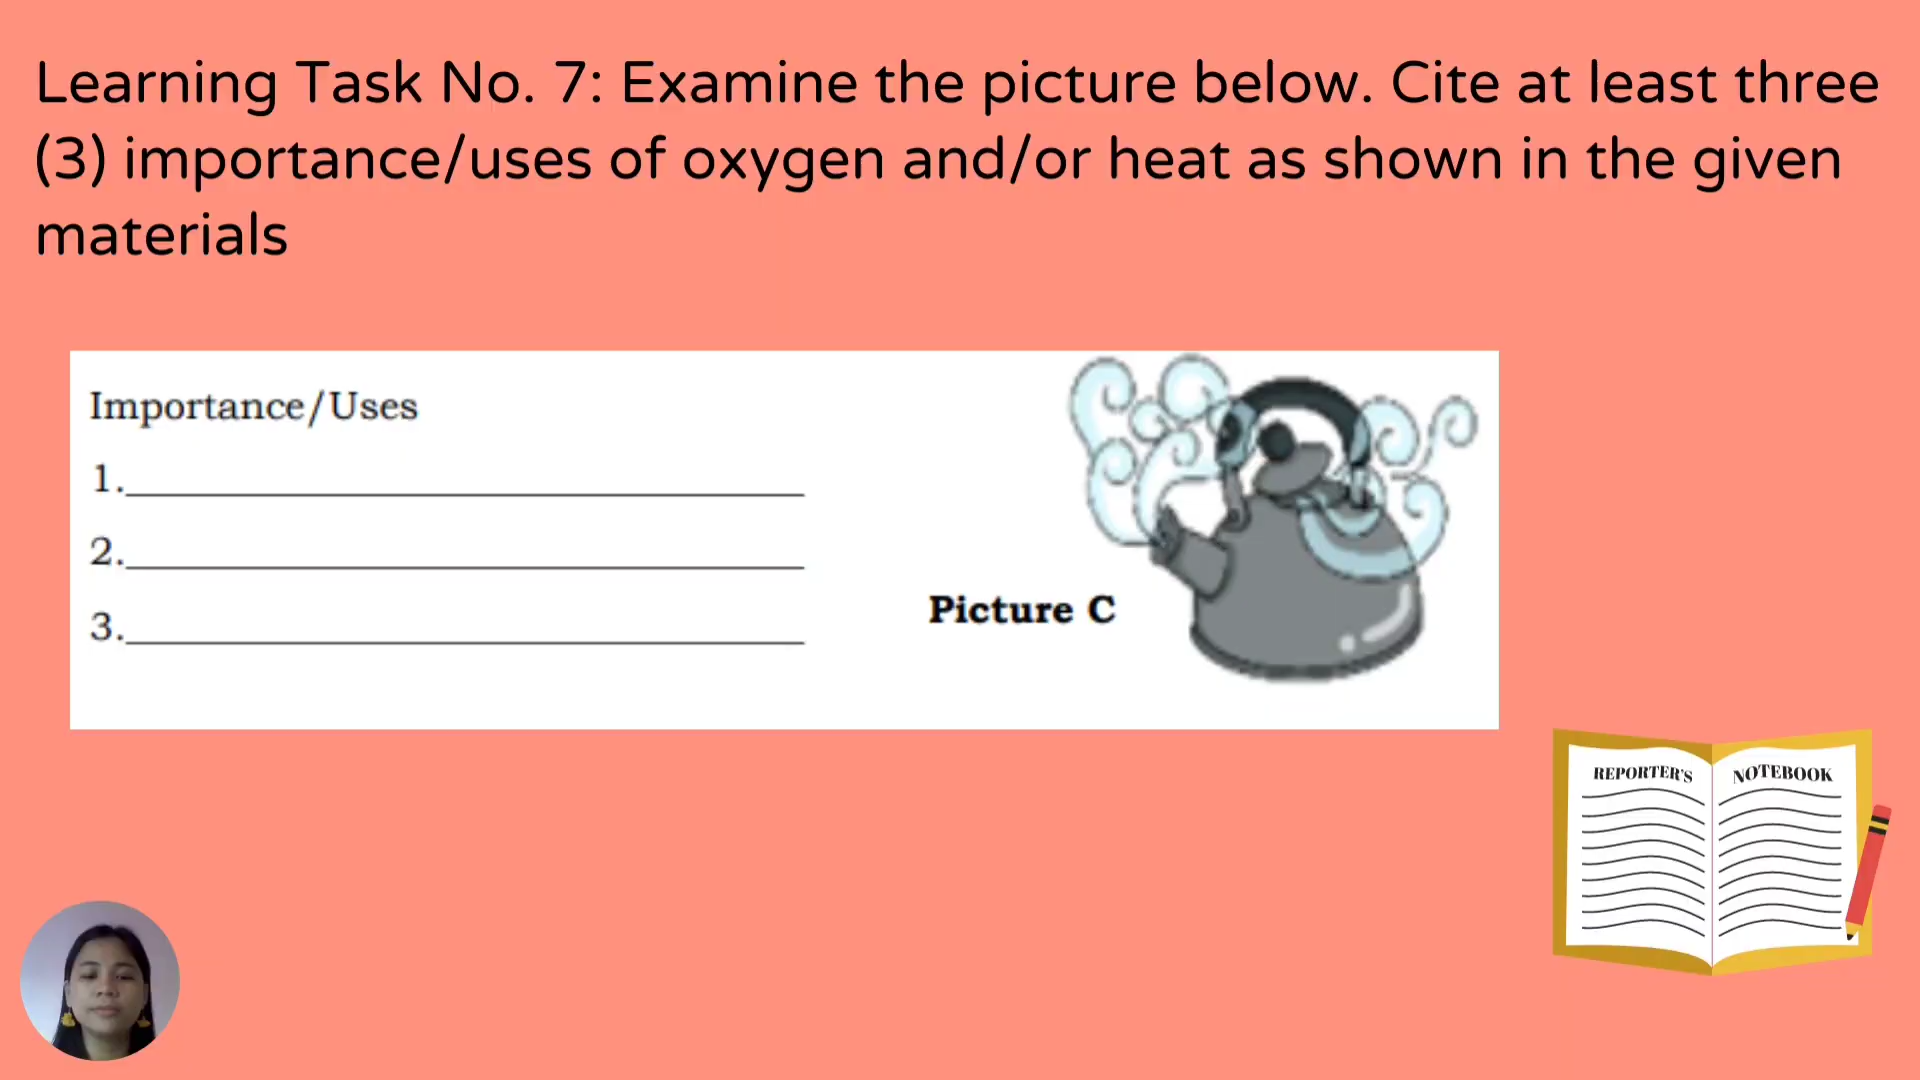 Learning Task No. 7: Examine the picture below. Cite at least three
(3) importance/uses of oxygen and/or heat as shown in the given
materials
Importance/Uses
1.
2.
3.
Picture C
REPORTER'S NOTEBOOK